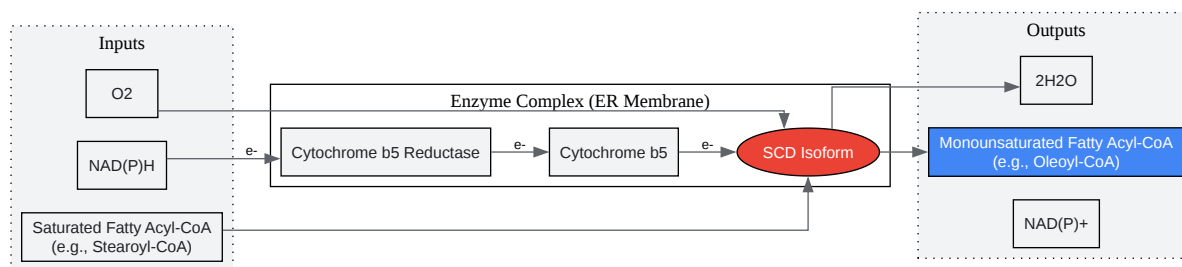 Inputs
O2
NAD(P)H
Saturated Fatty Acyl-CoA
(e.g., Stearoyl-CoA)
e-
Enzyme Complex (ER Membrane)
Cytochrome b5 Reductase
e-
Cytochrome b5
e-
SCD Isoform
Outputs
2H2O
Monounsaturated Fatty Acyl-CoA
(e.g., Oleoyl-CoA)
NAD(P)+